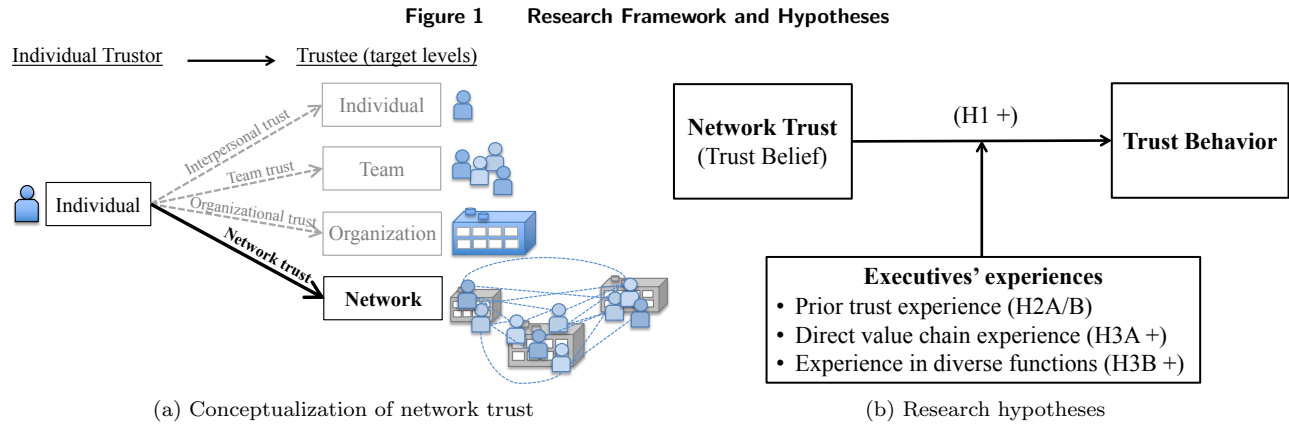 Figure 1 Research Framework and Hypotheses
Individual Trustor
Trustee (target levels)
Individual
Interpersonal trust
Individual
Team trust
Team
Organizational trust
Organization
Network trust
Network
(a) Conceptualization of network trust
Network Trust
(Trust Belief)
(H1 +)
Trust Behavior
Executives’ experiences
• Prior trust experience (H2A/B)
• Direct value chain experience (H3A +)
• Experience in diverse functions (H3B +)
(b) Research hypotheses